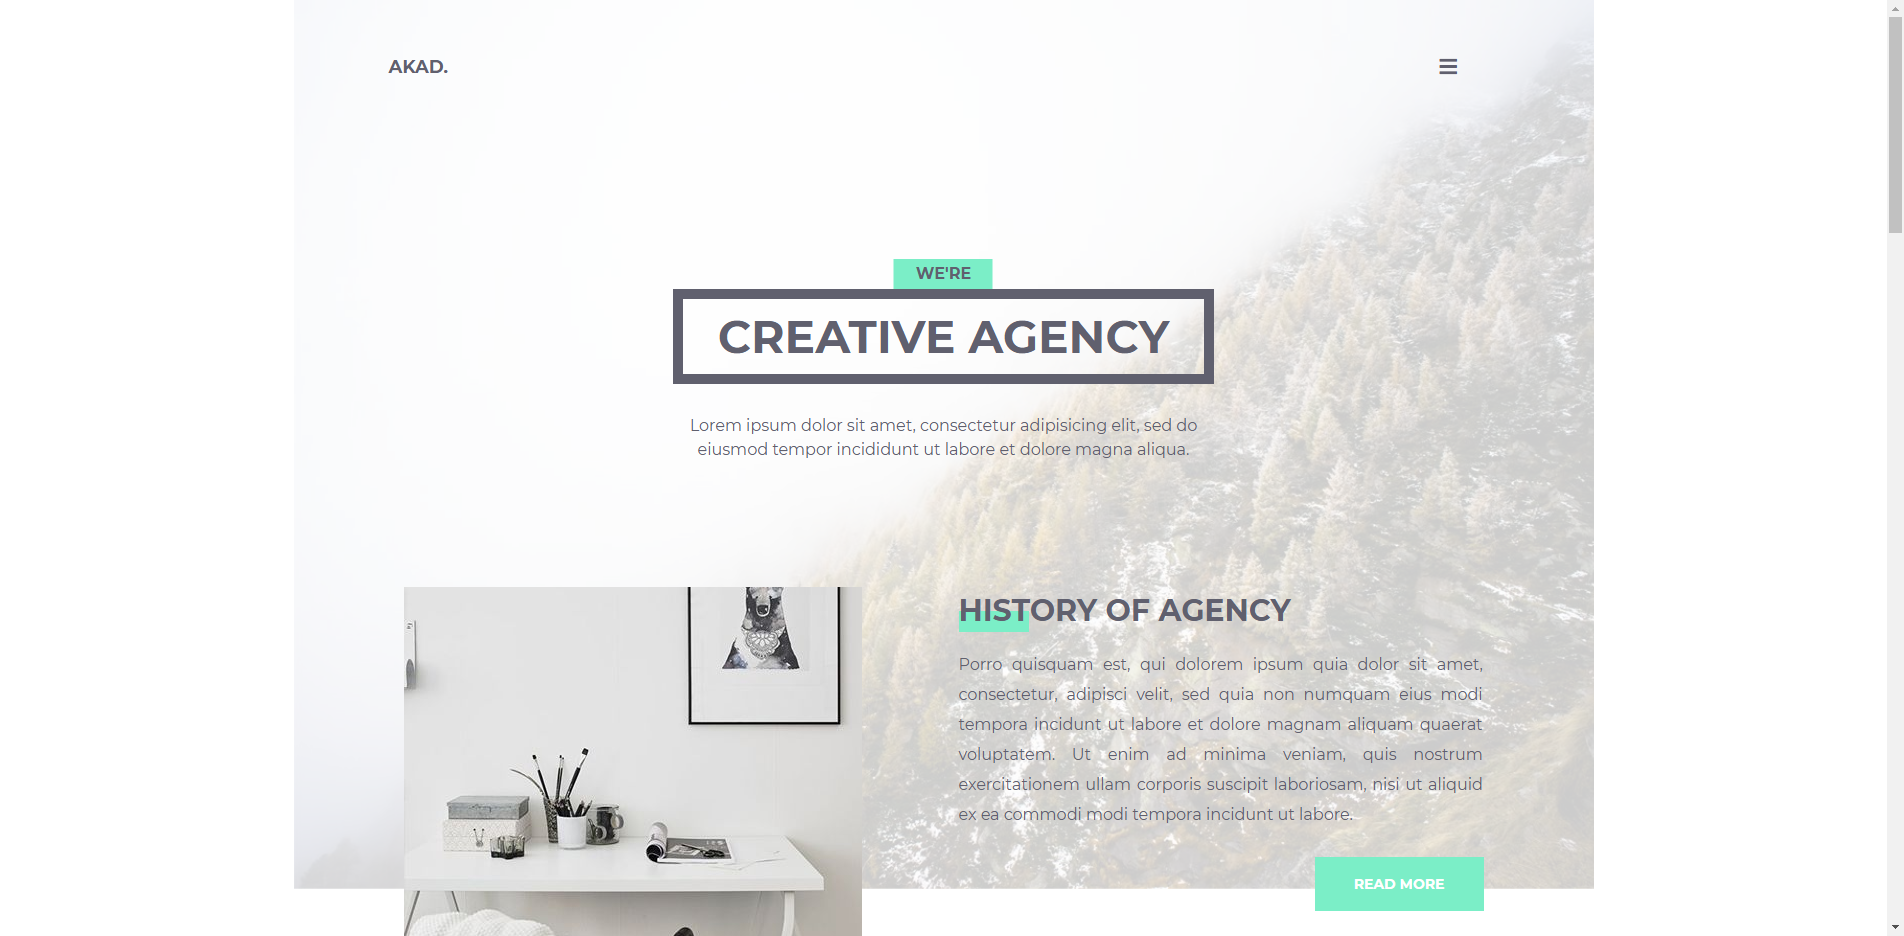 AKAD.
WE'RE
CREATIVE AGENCY
Lorem ipsum dolor sit amet, consectetur adipisicing elit, sed do
eiusmod tempor incididunt ut labore et dolore magna aliqua.
HISTORY OF AGENCY
Porro quisquam est, qui dolorem ipsum quia dolor sit amet,
consectetur, adipisci velit, sed quia non numquam eius modi
tempora incidunt ut labore et dolore magnam aliquam quaerat
voluptatem. Ut enim ad minima veniam, quis nostrum
exercitationem ullam corporis suscipit laboriosam, nisi ut aliquid
ex ea commodi modi tempora incidunt ut labore.
READ MORE